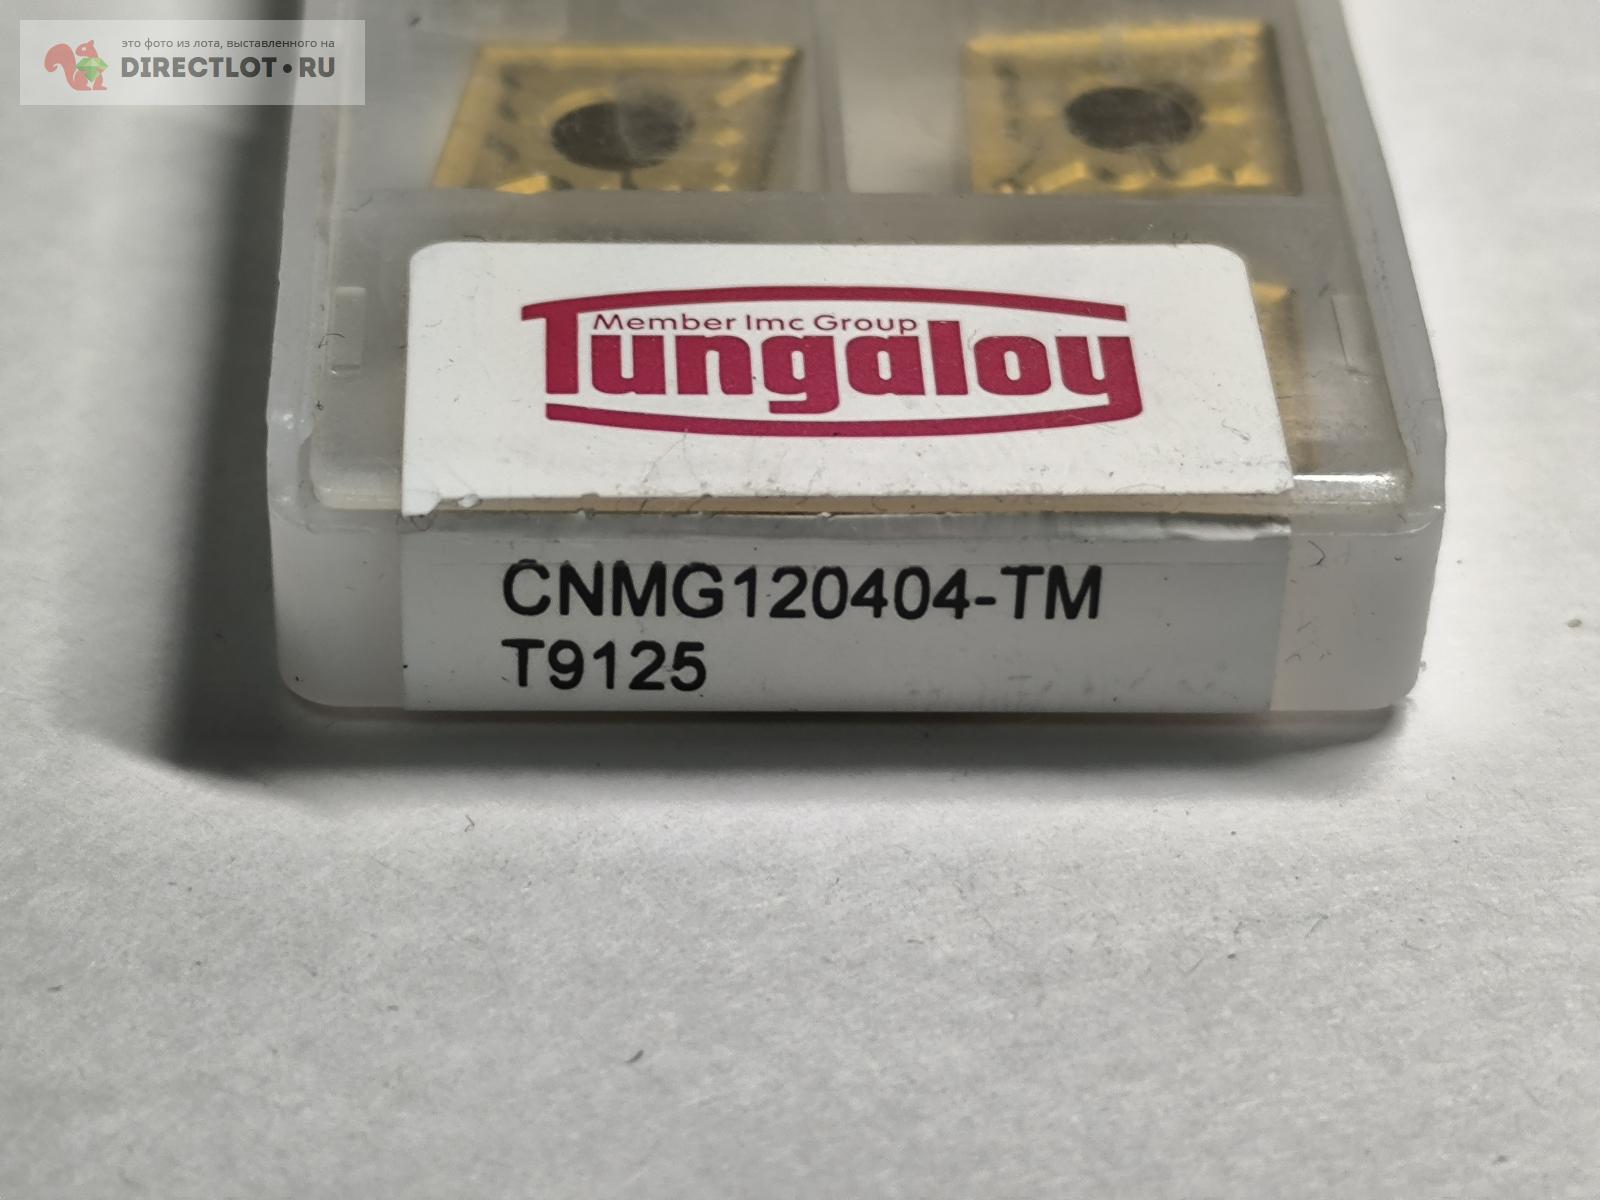 это фото из лота, выставленного на
DIRECTLOT•RU
Member Imc Group
Tungaloy
CNMG120404-TM
T9125